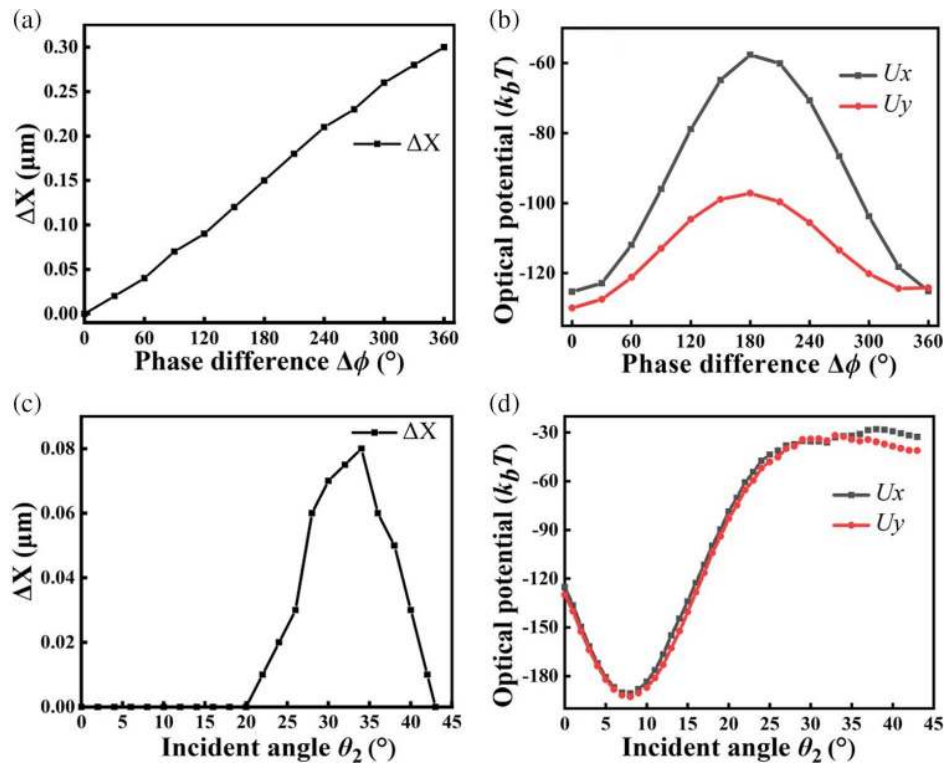 (a)
0.30
0.25
0.20
0.15
0.10
0.05
0.00
ΔX (μm)
ΔX
0 60 120 180 240 300 360
Phase difference Δϕ (°)
(b)
-60
-80
-100
-120
Optical potential (k_bT)
Ux
Uy
0 60 120 180 240 300 360
Phase difference Δϕ (°)
(c)
0.08
0.06
0.04
0.02
0.00
ΔX (μm)
ΔX
0 5 10 15 20 25 30 35 40 45
Incident angle θ₂ (°)
(d)
-30
-60
-90
-120
-150
-180
Optical potential (k_bT)
Ux
Uy
0 5 10 15 20 25 30 35 40 45
Incident angle θ₂ (°)